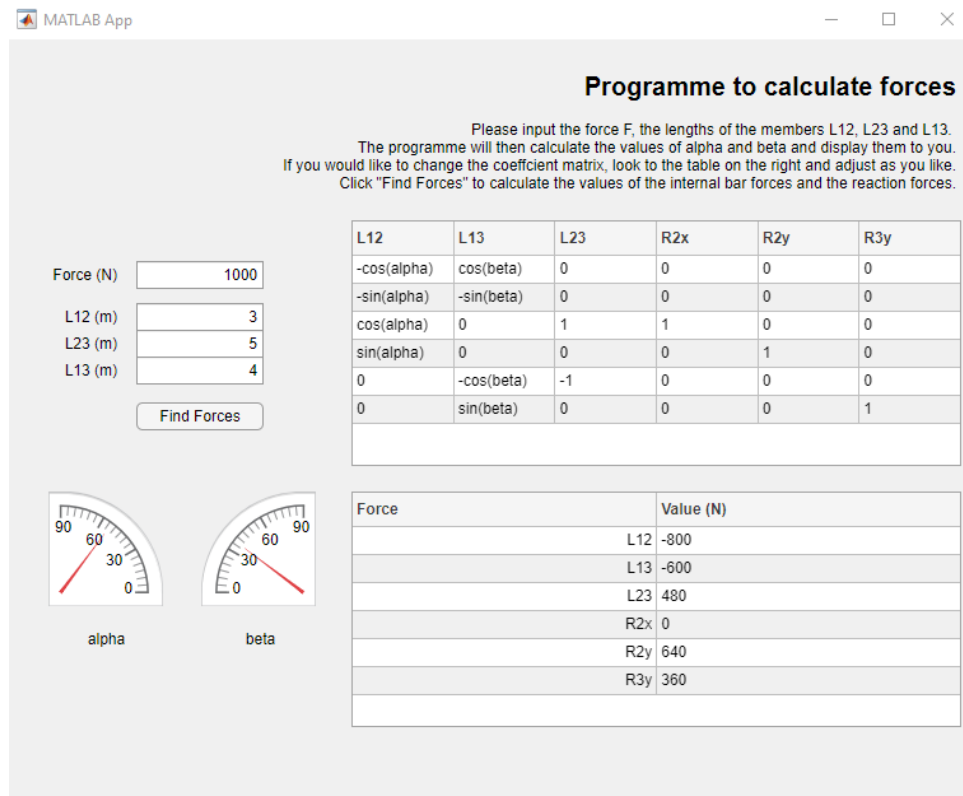 MATLAB App
Programme to calculate forces
Please input the force F, the lengths of the members L12, L23 and L13.
The programme will then calculate the values of alpha and beta and display them to you.
If you would like to change the coeffcient matrix, look to the table on the right and adjust as you like.
Click "Find Forces" to calculate the values of the internal bar forces and the reaction forces.
Force (N) 1000
L12 (m) 3
L23 (m) 5
L13 (m) 4
Find Forces
L12 L13 L23 R2x R2y R3y
-cos(alpha) cos(beta) 0 0 0 0
-sin(alpha) -sin(beta) 0 0 0 0
cos(alpha) 0 1 1 0 0
sin(alpha) 0 0 0 1 0
0 -cos(beta) -1 0 0 0
0 sin(beta) 0 0 0 1
90 60 30 0
alpha
0 30 60 90
beta
Force Value (N)
L12 -800
L13 -600
L23 480
R2x 0
R2y 640
R3y 360